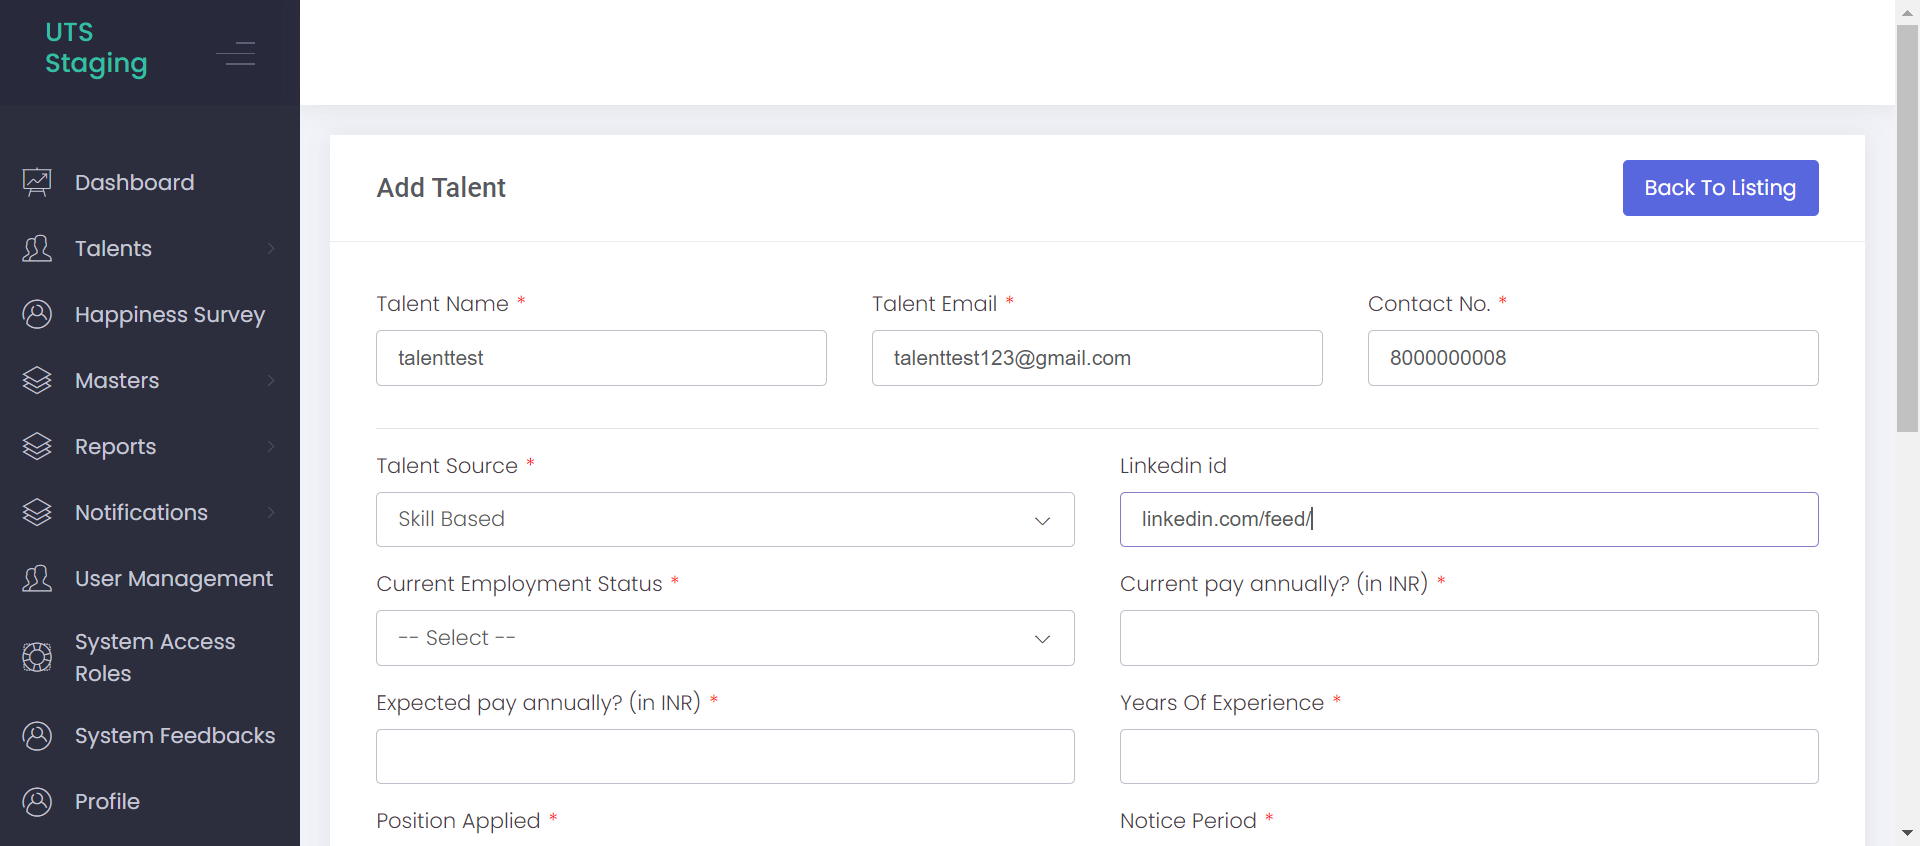 UTS
Staging
Dashboard
Talents
Happiness Survey
Masters
Reports
Notifications
User Management
System Access
Roles
System Feedbacks
Profile
Add Talent
Back To Listing
Talent Name *
Talent Email *
Contact No. *
talenttest
talenttest123@gmail.com
8000000008
Talent Source *
Linkedin id
Skill Based
linkedin.com/feed/
Current Employment Status *
Current pay annually? (in INR) *
-- Select --
Expected pay annually? (in INR) *
Years Of Experience *
Position Applied *
Notice Period *